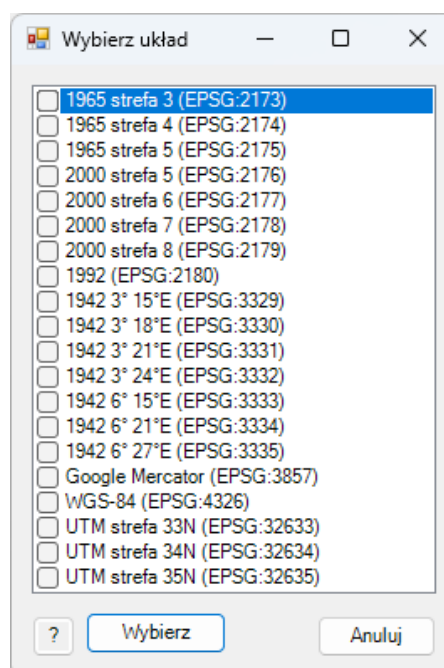 Wybierz układ
1965 strefa 3 (EPSG:2173)
1965 strefa 4 (EPSG:2174)
1965 strefa 5 (EPSG:2175)
2000 strefa 5 (EPSG:2176)
2000 strefa 6 (EPSG:2177)
2000 strefa 7 (EPSG:2178)
2000 strefa 8 (EPSG:2179)
1992 (EPSG:2180)
1942 3° 15°E (EPSG:3329)
1942 3° 18°E (EPSG:3330)
1942 3° 21°E (EPSG:3331)
1942 3° 24°E (EPSG:3332)
1942 6° 15°E (EPSG:3333)
1942 6° 21°E (EPSG:3334)
1942 6° 27°E (EPSG:3335)
Google Mercator (EPSG:3857)
WGS-84 (EPSG:4326)
UTM strefa 33N (EPSG:32633)
UTM strefa 34N (EPSG:32634)
UTM strefa 35N (EPSG:32635)
? Wybierz Anuluj